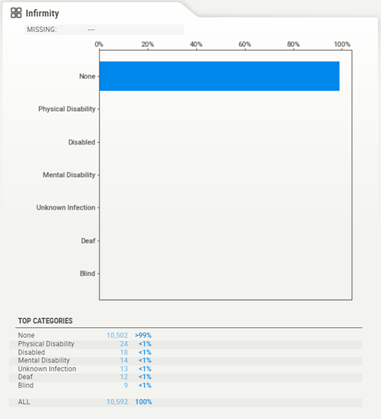 Infirmity
MISSING: ---
0% 20% 40% 60% 80% 100%
None
Physical Disability
Disabled
Mental Disability
Unknown Infection
Deaf
Blind
TOP CATEGORIES
None 10,502 >99%
Physical Disability 24 <1%
Disabled 18 <1%
Mental Disability 14 <1%
Unknown Infection 13 <1%
Deaf 12 <1%
Blind 9 <1%
ALL 10,592 100%